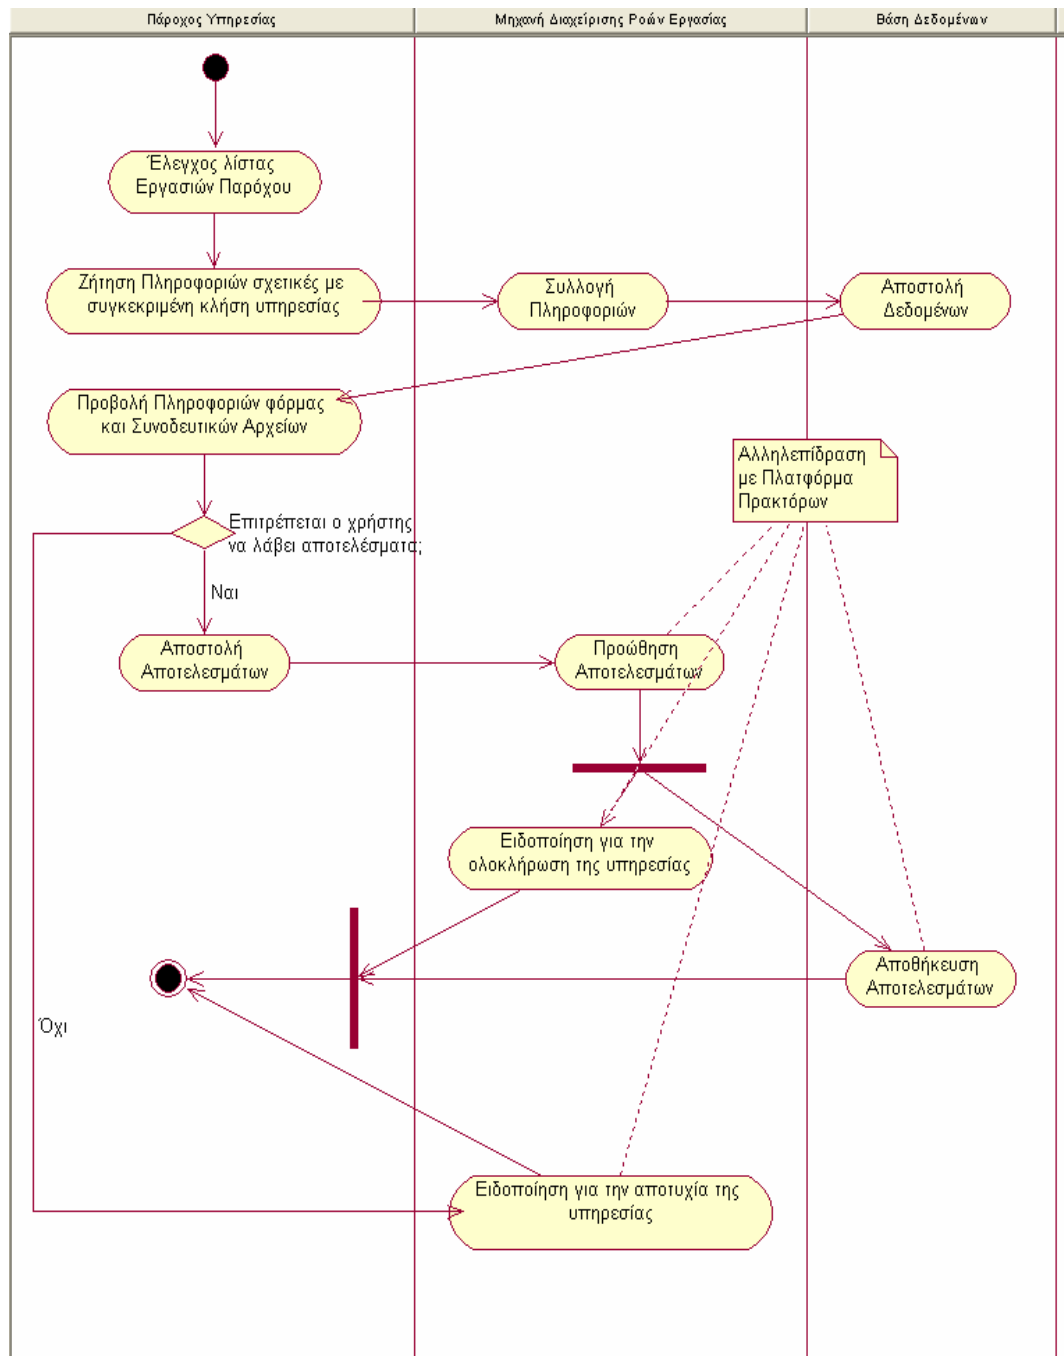 Πάροχος Υπηρεσίας
Μηχανή Διαχείρισης Ροών Εργασίας
Βάση Δεδομένων
Έλεγχος λίστας
Εργασιών Παρόχου
Ζήτηση Πληροφοριών σχετικές με
συγκεκριμένη κλήση υπηρεσίας
Συλλογή
Πληροφοριών
Αποστολή
Δεδομένων
Προβολή Πληροφοριών φόρμας
και Συνοδευτικών Αρχείων
Αλληλεπίδραση
με Πλατφόρμα
Πρακτόρων
Επιτρέπεται ο χρήστης
να λάβει αποτελέσματα;
Ναι
Αποστολή
Αποτελεσμάτων
Προώθηση
Αποτελεσμάτων
Ειδοποίηση για την
ολοκλήρωση της υπηρεσίας
Αποθήκευση
Αποτελεσμάτων
Όχι
Ειδοποίηση για την αποτυχία της
υπηρεσίας